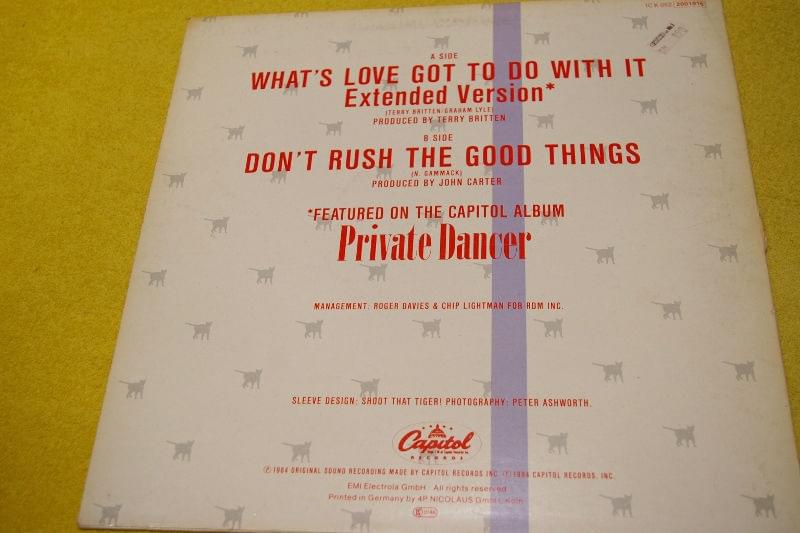 1C K 052 2001816
A SIDE
WHAT'S LOVE GOT TO DO WITH IT
Extended Version*
(TERRY BRITTEN/GRAHAM LYLE)
PRODUCED BY TERRY BRITTEN
B SIDE
DON'T RUSH THE GOOD THINGS
(N. GAMMACK)
PRODUCED BY JOHN CARTER
*FEATURED ON THE CAPITOL ALBUM
Private Dancer
MANAGEMENT: ROGER DAVIES & CHIP LIGHTMAN FOR RDM INC.
SLEEVE DESIGN: SHOOT THAT TIGER! PHOTOGRAPHY: PETER ASHWORTH.
Capitol
RECORDS
℗ 1984 ORIGINAL SOUND RECORDING MADE BY CAPITOL RECORDS INC. ℗ 1984 CAPITOL RECORDS, INC.
EMI Electrola GmbH · All rights reserved
Printed in Germany by 4P NICOLAUS GmbH, Köln